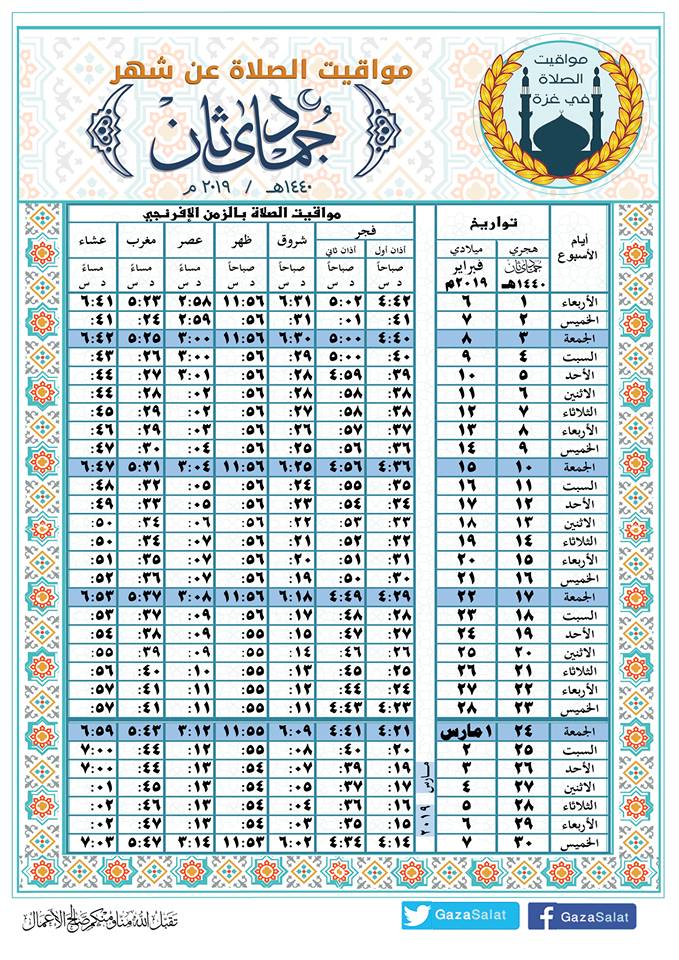 مواقيت الصلاة عن شهر
جُمادى ثان
١٤٤٠هـ / ٢٠١٩ م
مواقيت
الصلاة
في غزة
أيام الأسبوع تواريخ مواقيت الصلاة بالزمن الإفرنجي
هجري ميلادي فجر شروق ظهر عصر مغرب عشاء
جُمادى ثان فبراير أذان أول أذان ثاني
١٤٤٠هـ ٢٠١٩م صباحاً صباحاً صباحاً صباحاً مساءً مساءً مساءً
د س د س د س د س د س د س د س
الأربعاء ١ ٦ ٤:٤٢ ٥:٠٢ ٦:٣١ ١١:٥٦ ٢:٥٨ ٥:٢٣ ٦:٤١
الخميس ٢ ٧ :٤١ :٠١ :٣١ :٥٦ ٢:٥٩ :٢٤ :٤١
الجمعة ٣ ٨ ٤:٤٠ ٥:٠٠ ٦:٣٠ ١١:٥٦ ٣:٠٠ ٥:٢٥ ٦:٤٢
السبت ٤ ٩ :٤٠ ٥:٠٠ :٢٩ :٥٦ ٣:٠٠ :٢٦ :٤٣
الأحد ٥ ١٠ :٣٩ ٤:٥٩ :٢٨ :٥٦ ٣:٠١ :٢٧ :٤٤
الاثنين ٦ ١١ :٣٨ :٥٨ :٢٨ :٥٦ :٠٢ :٢٨ :٤٤
الثلاثاء ٧ ١٢ :٣٨ :٥٨ :٢٧ :٥٦ :٠٢ :٢٩ :٤٥
الأربعاء ٨ ١٣ :٣٧ :٥٧ :٢٦ :٥٦ :٠٣ :٢٩ :٤٦
الخميس ٩ ١٤ :٣٦ :٥٦ :٢٥ :٥٦ :٠٤ :٣٠ :٤٧
الجمعة ١٠ ١٥ ٤:٣٦ ٤:٥٦ ٦:٢٥ ١١:٥٦ ٣:٠٤ ٥:٣١ ٦:٤٧
السبت ١١ ١٦ :٣٥ :٥٥ :٢٤ :٥٦ :٠٥ :٣٢ :٤٨
الأحد ١٢ ١٧ :٣٤ :٥٤ :٢٣ :٥٦ :٠٥ :٣٣ :٤٩
الاثنين ١٣ ١٨ :٣٣ :٥٣ :٢٢ :٥٦ :٠٦ :٣٤ :٥٠
الثلاثاء ١٤ ١٩ :٣٢ :٥٢ :٢١ :٥٦ :٠٧ :٣٤ :٥٠
الأربعاء ١٥ ٢٠ :٣١ :٥١ :٢٠ :٥٦ :٠٧ :٣٥ :٥١
الخميس ١٦ ٢١ :٣٠ :٥٠ :١٩ :٥٦ :٠٧ :٣٦ :٥٢
الجمعة ١٧ ٢٢ ٤:٢٩ ٤:٤٩ ٦:١٨ ١١:٥٦ ٣:٠٨ ٥:٣٧ ٦:٥٣
السبت ١٨ ٢٣ :٢٨ :٤٨ :١٧ :٥٦ :٠٩ :٣٧ :٥٣
الأحد ١٩ ٢٤ :٢٧ :٤٧ :١٥ :٥٥ :٠٩ :٣٨ :٥٤
الاثنين ٢٠ ٢٥ :٢٦ :٤٦ :١٤ :٥٥ :٠٩ :٣٩ :٥٥
الثلاثاء ٢١ ٢٦ :٢٥ :٤٥ :١٣ :٥٥ :١٠ :٤٠ :٥٦
الأربعاء ٢٢ ٢٧ :٢٤ :٤٤ :١٢ :٥٥ :١١ :٤١ :٥٧
الخميس ٢٣ ٢٨ ٤:٢٣ ٤:٤٣ :١١ :٥٥ :١١ :٤١ :٥٧
الجمعة ٢٤ ١مارس ٤:٢١ ٤:٤١ ٦:٠٩ ١١:٥٥ ٣:١٢ ٥:٤٣ ٦:٥٩
السبت ٢٥ ٢ :٢٠ :٤٠ :٠٨ :٥٥ :١٣ :٤٤ ٧:٠٠
الأحد ٢٦ ٣ :١٩ :٣٩ :٠٧ :٥٤ :١٣ :٤٤ ٧:٠٠
الاثنين ٢٧ ٤ :١٧ :٣٧ :٠٥ :٥٤ :١٣ :٤٥ :٠١
الثلاثاء ٢٨ ٥ :١٦ :٣٦ :٠٤ :٥٤ :١٣ :٤٦ :٠٢
الأربعاء ٢٩ ٦ :١٥ :٣٥ :٠٣ :٥٤ :١٣ :٤٧ :٠٢
الخميس ٣٠ ٧ ٤:١٤ ٤:٣٤ ٦:٠٢ ١١:٥٣ ٣:١٤ ٥:٤٧ ٧:٠٣
مارس ٢٠١٩
GazaSalat
GazaSalat
تقبل الله منا ومنكم صالح الأعمال